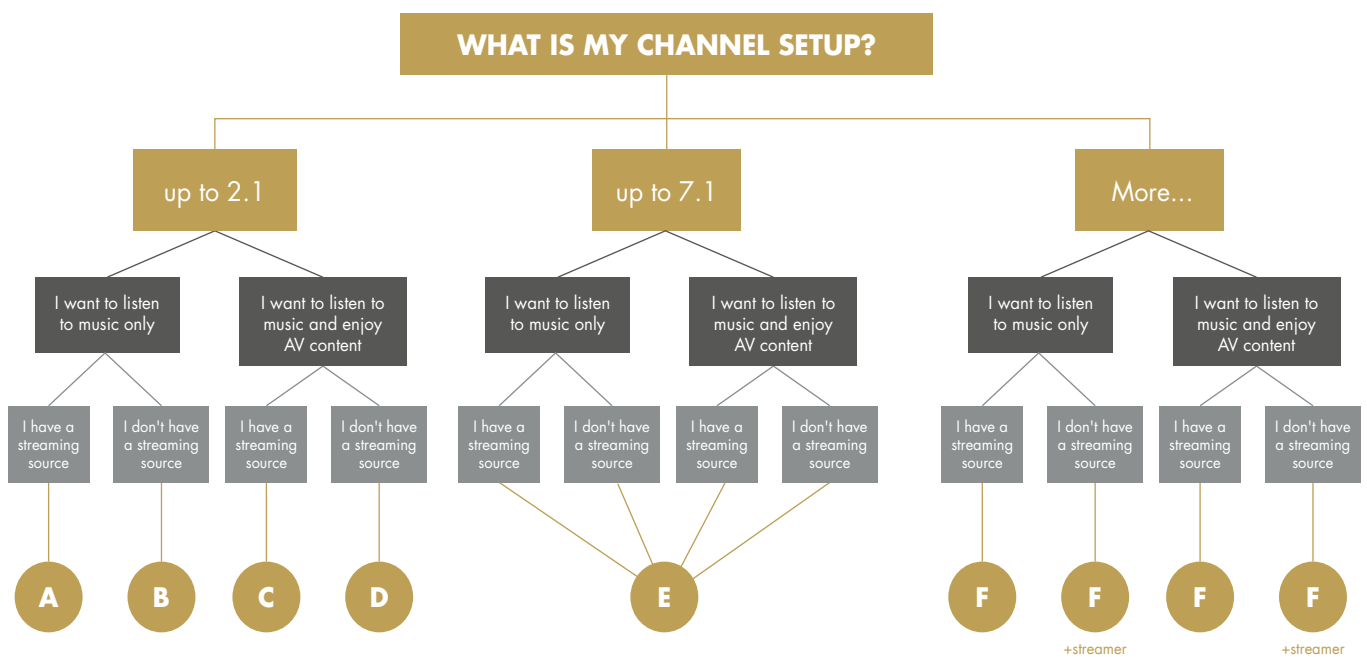 WHAT IS MY CHANNEL SETUP?
up to 2.1
up to 7.1
More...
I want to listen
to music only
I want to listen to
music and enjoy
AV content
I want to listen
to music only
I want to listen to
music and enjoy
AV content
I want to listen
to music only
I want to listen to
music and enjoy
AV content
I have a
streaming
source
I don't have
a streaming
source
I have a
streaming
source
I don't have
a streaming
source
I have a
streaming
source
I don't have
a streaming
source
I have a
streaming
source
I don't have
a streaming
source
I have a
streaming
source
I don't have
a streaming
source
I have a
streaming
source
I don't have
a streaming
source
A
B
C
D
E
F
F
F
F
+streamer
+streamer